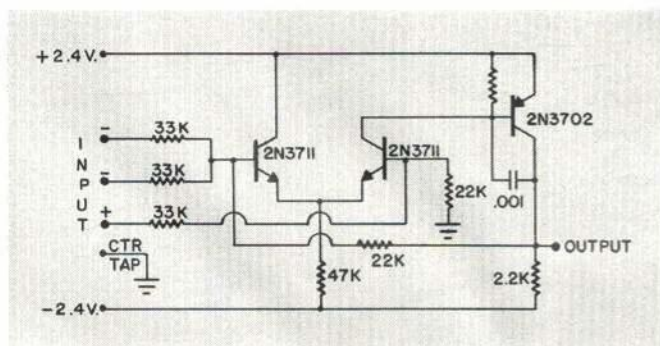 +2.4V.
2N3702
33K
2N3711
2N3711
33K
22K
.001
33K
INPUT
−
−
+
CTR
TAP
22K
OUTPUT
47K
2.2K
−2.4V.